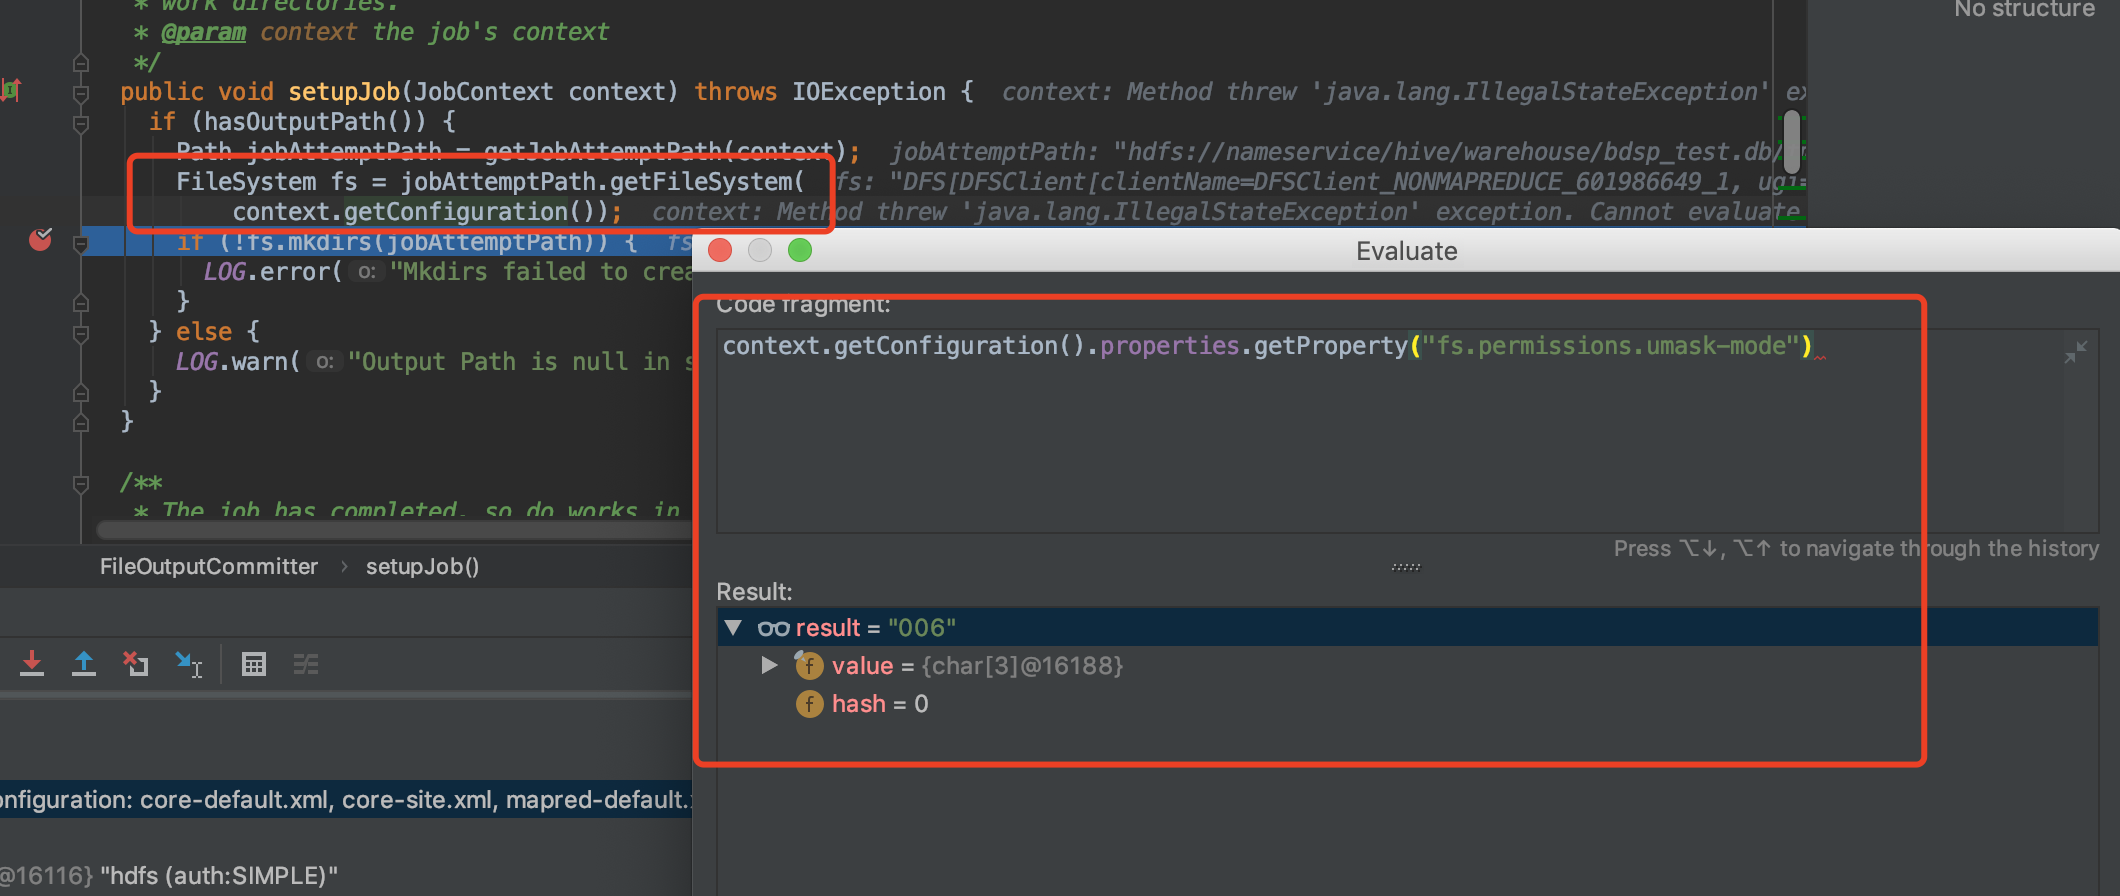 * work directories.
* @param context the job's context
*/
public void setupJob(JobContext context) throws IOException {  context: Method threw 'java.lang.IllegalStateException' ex
if (hasOutputPath()) {
Path jobAttemptPath = getJobAttemptPath(context);  jobAttemptPath: "hdfs://nameservice/hive/warehouse/bdsp_test.db/
FileSystem fs = jobAttemptPath.getFileSystem(  fs: "DFS[DFSClient[clientName=DFSClient_NONMAPREDUCE_601986649_1, ugi=
context.getConfiguration());  context: Method threw 'java.lang.IllegalStateException' exception. Cannot evaluate
if (!fs.mkdirs(jobAttemptPath)) {  fs
LOG.error( o: "Mkdirs failed to crea
}
} else {
LOG.warn( o: "Output Path is null in s
}
}
/**
* The job has completed, so do works in
FileOutputCommitter › setupJob()
onfiguration: core-default.xml, core-site.xml, mapred-default.x
@16116} "hdfs (auth:SIMPLE)"
No structure
Evaluate
Code fragment:
context.getConfiguration().properties.getProperty("fs.permissions.umask-mode")
Press ⌥↓, ⌥↑ to navigate through the history
Result:
result = "006"
f value = {char[3]@16188}
f hash = 0